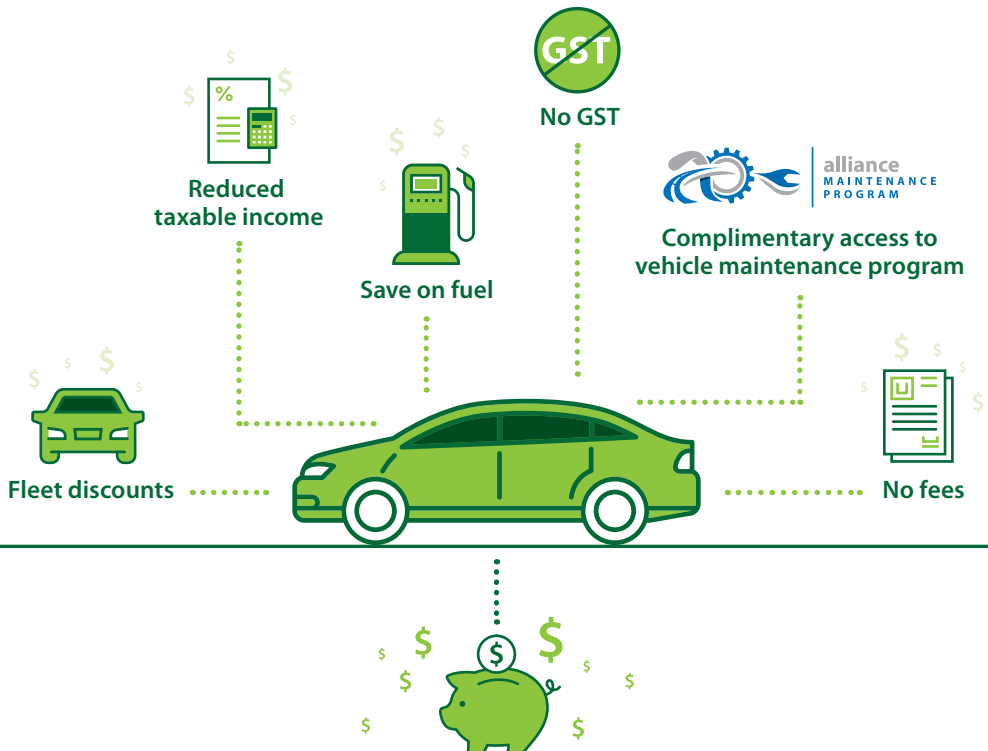 GST
No GST
%
Reduced
taxable income
Save on fuel
alliance
MAINTENANCE
PROGRAM
Complimentary access to
vehicle maintenance program
Fleet discounts
No fees
$